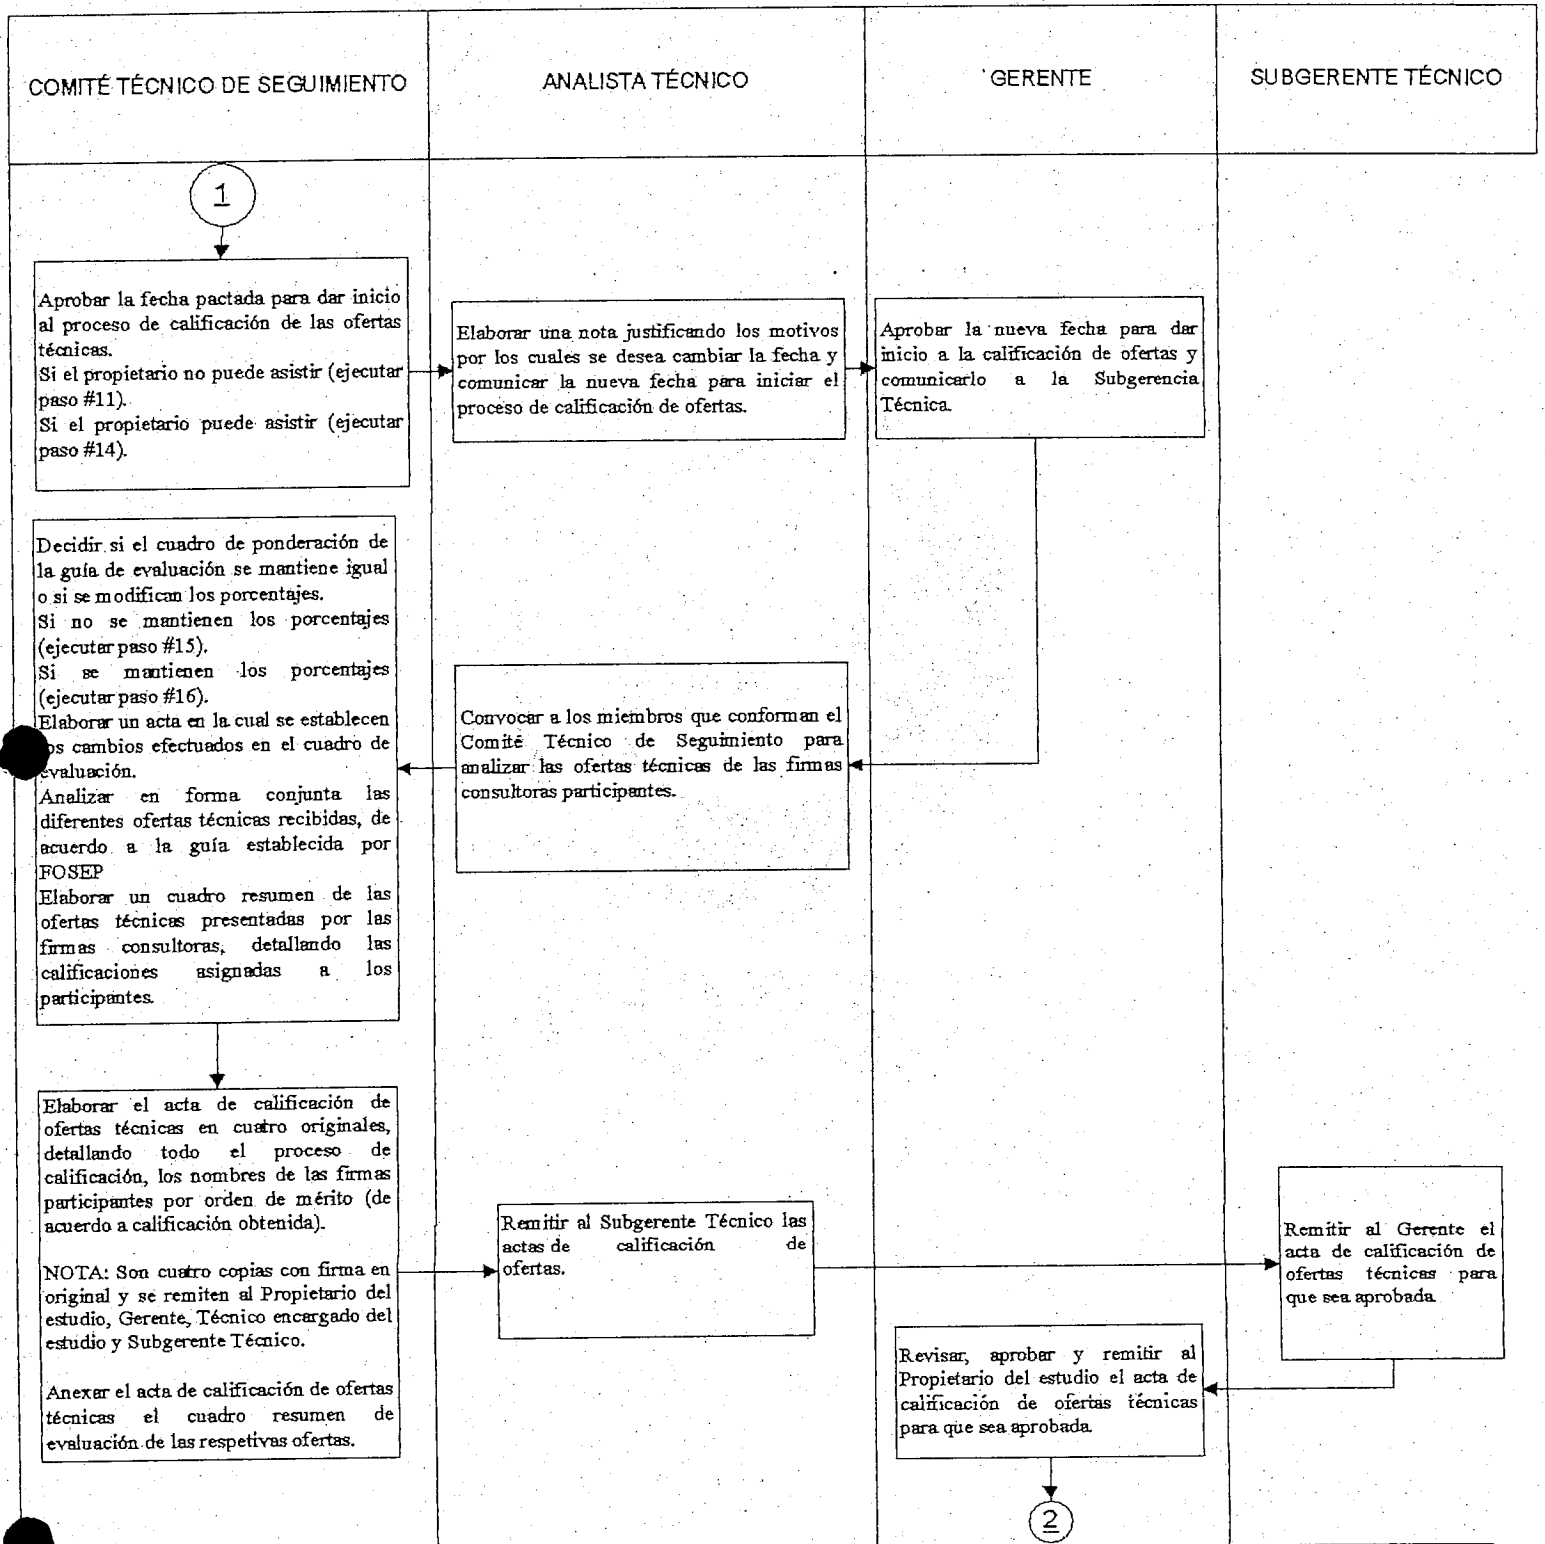 COMITÉ TÉCNICO DE SEGUIMIENTO
ANALISTA TÉCNICO
GERENTE
SUBGERENTE TÉCNICO
1
Aprobar la fecha pactada para dar inicio
al proceso de calificación de las ofertas
técnicas.
Si el propietario no puede asistir (ejecutar
paso #11).
Si el propietario puede asistir (ejecutar
paso #14).
Elaborar una nota justificando los motivos
por los cuales se desea cambiar la fecha y
comunicar la nueva fecha para iniciar el
proceso de calificación de ofertas.
Aprobar la nueva fecha para dar
inicio a la calificación de ofertas y
comunicarlo a la Subgerencia
Técnica.
Decidir si el cuadro de ponderación de
la guía de evaluación se mantiene igual
o si se modifican los porcentajes.
Si no se mantienen los porcentajes
(ejecutar paso #15).
Si se mantienen los porcentajes
(ejecutar paso #16).
Elaborar un acta en la cual se establecen
os cambios efectuados en el cuadro de
evaluación.
Analizar en forma conjunta las
diferentes ofertas técnicas recibidas, de
acuerdo a la guía establecida por
FOSEP
Elaborar un cuadro resumen de las
ofertas técnicas presentadas por las
firmas consultoras, detallando las
calificaciones asignadas a los
participantes.
Convocar a los miembros que conforman el
Comité Técnico de Seguimiento para
analizar las ofertas técnicas de las firmas
consultoras participantes.
Elaborar el acta de calificación de
ofertas técnicas en cuatro originales,
detallando todo el proceso de
calificación, los nombres de las firmas
participantes por orden de mérito (de
acuerdo a calificación obtenida).
NOTA: Son cuatro copias con firma en
original y se remiten al Propietario del
estudio, Gerente, Técnico encargado del
estudio y Subgerente Técnico.
Anexar el acta de calificación de ofertas
técnicas el cuadro resumen de
evaluación de las respetivas ofertas.
Remitir al Subgerente Técnico las
actas de calificación de
ofertas.
Remitir al Gerente el
acta de calificación de
ofertas técnicas para
que sea aprobada
Revisar, aprobar y remitir al
Propietario del estudio el acta de
calificación de ofertas técnicas
para que sea aprobada
2